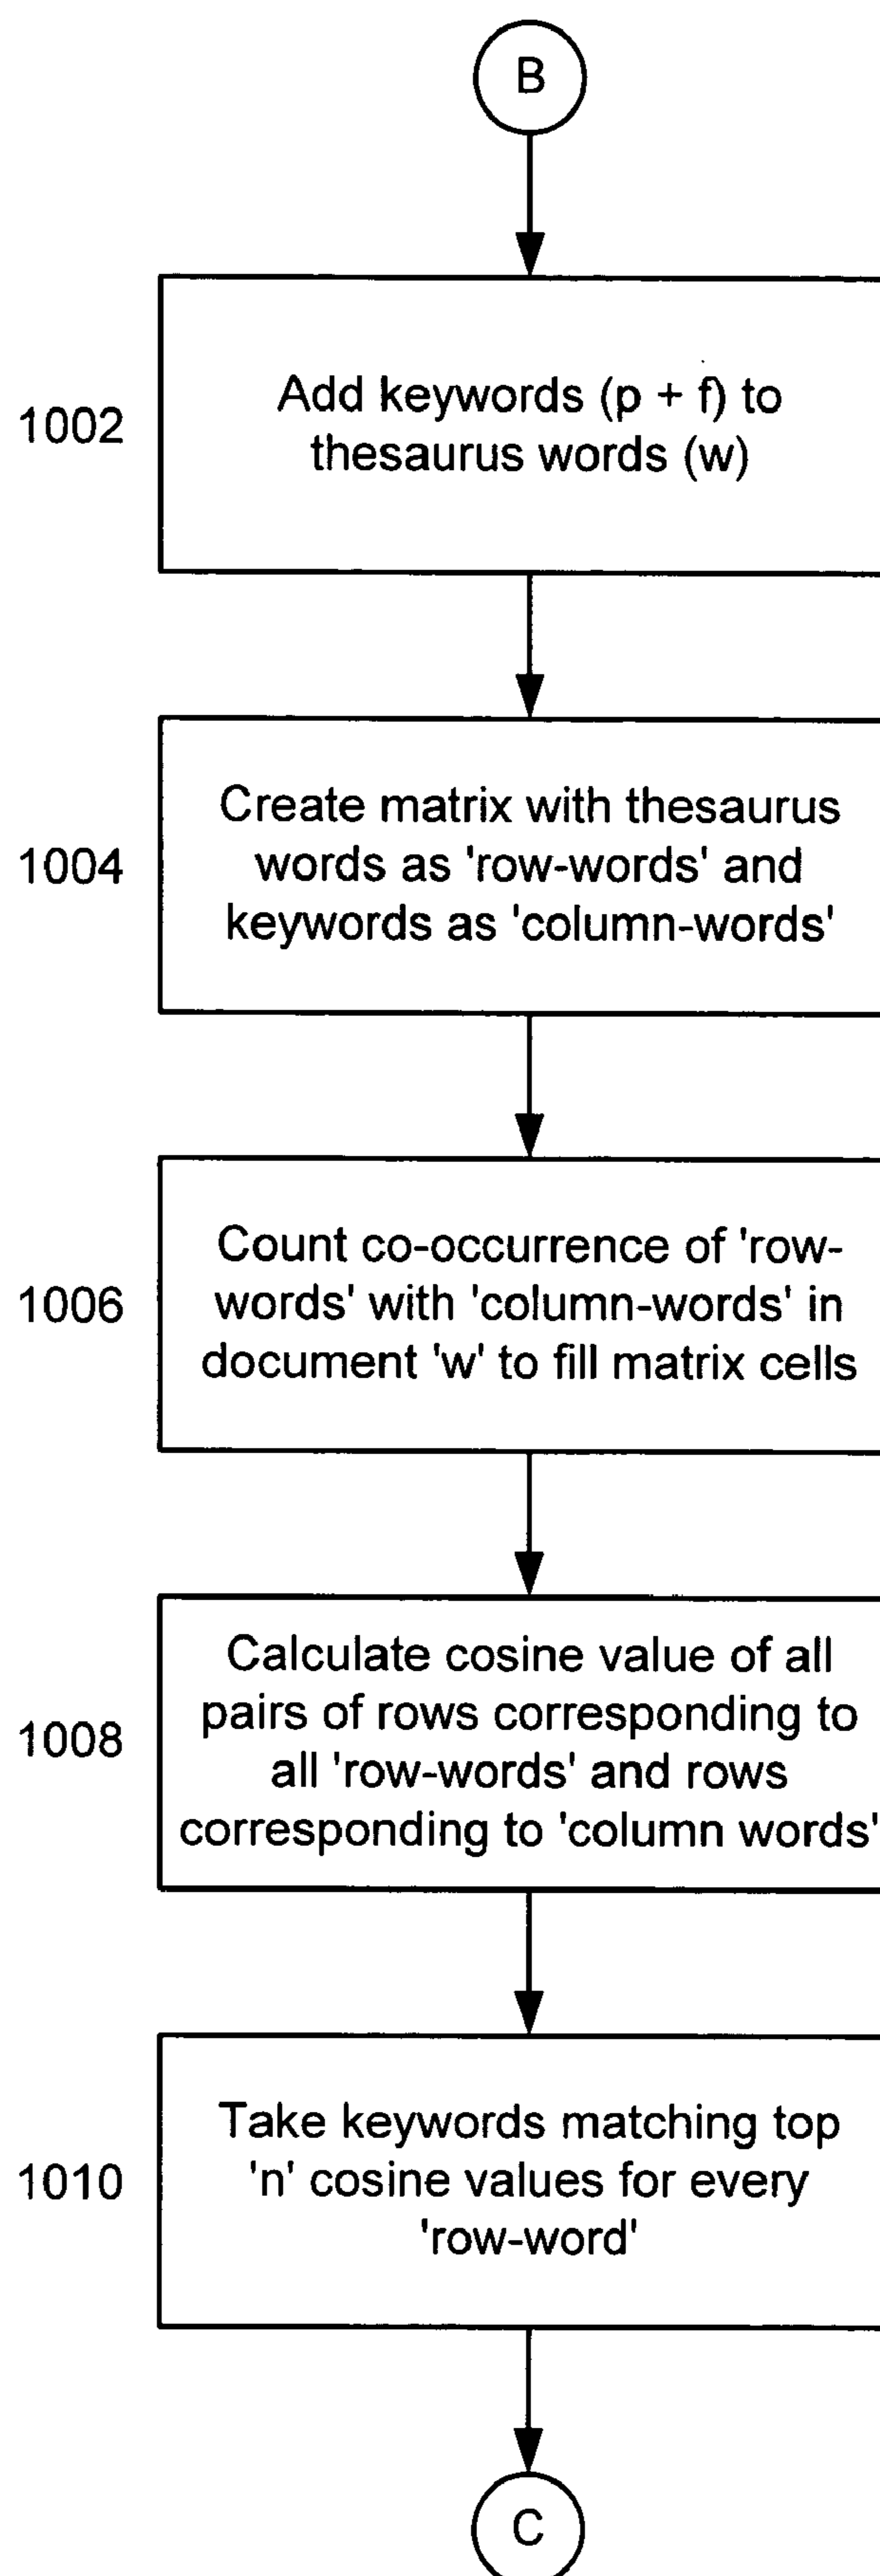 B
1002
Add keywords (p + f) to
thesaurus words (w)
1004
Create matrix with thesaurus
words as 'row-words' and
keywords as 'column-words'
1006
Count co-occurrence of 'row-
words' with 'column-words' in
document 'w' to fill matrix cells
1008
Calculate cosine value of all
pairs of rows corresponding to
all 'row-words' and rows
corresponding to 'column words'
1010
Take keywords matching top
'n' cosine values for every
'row-word'
C